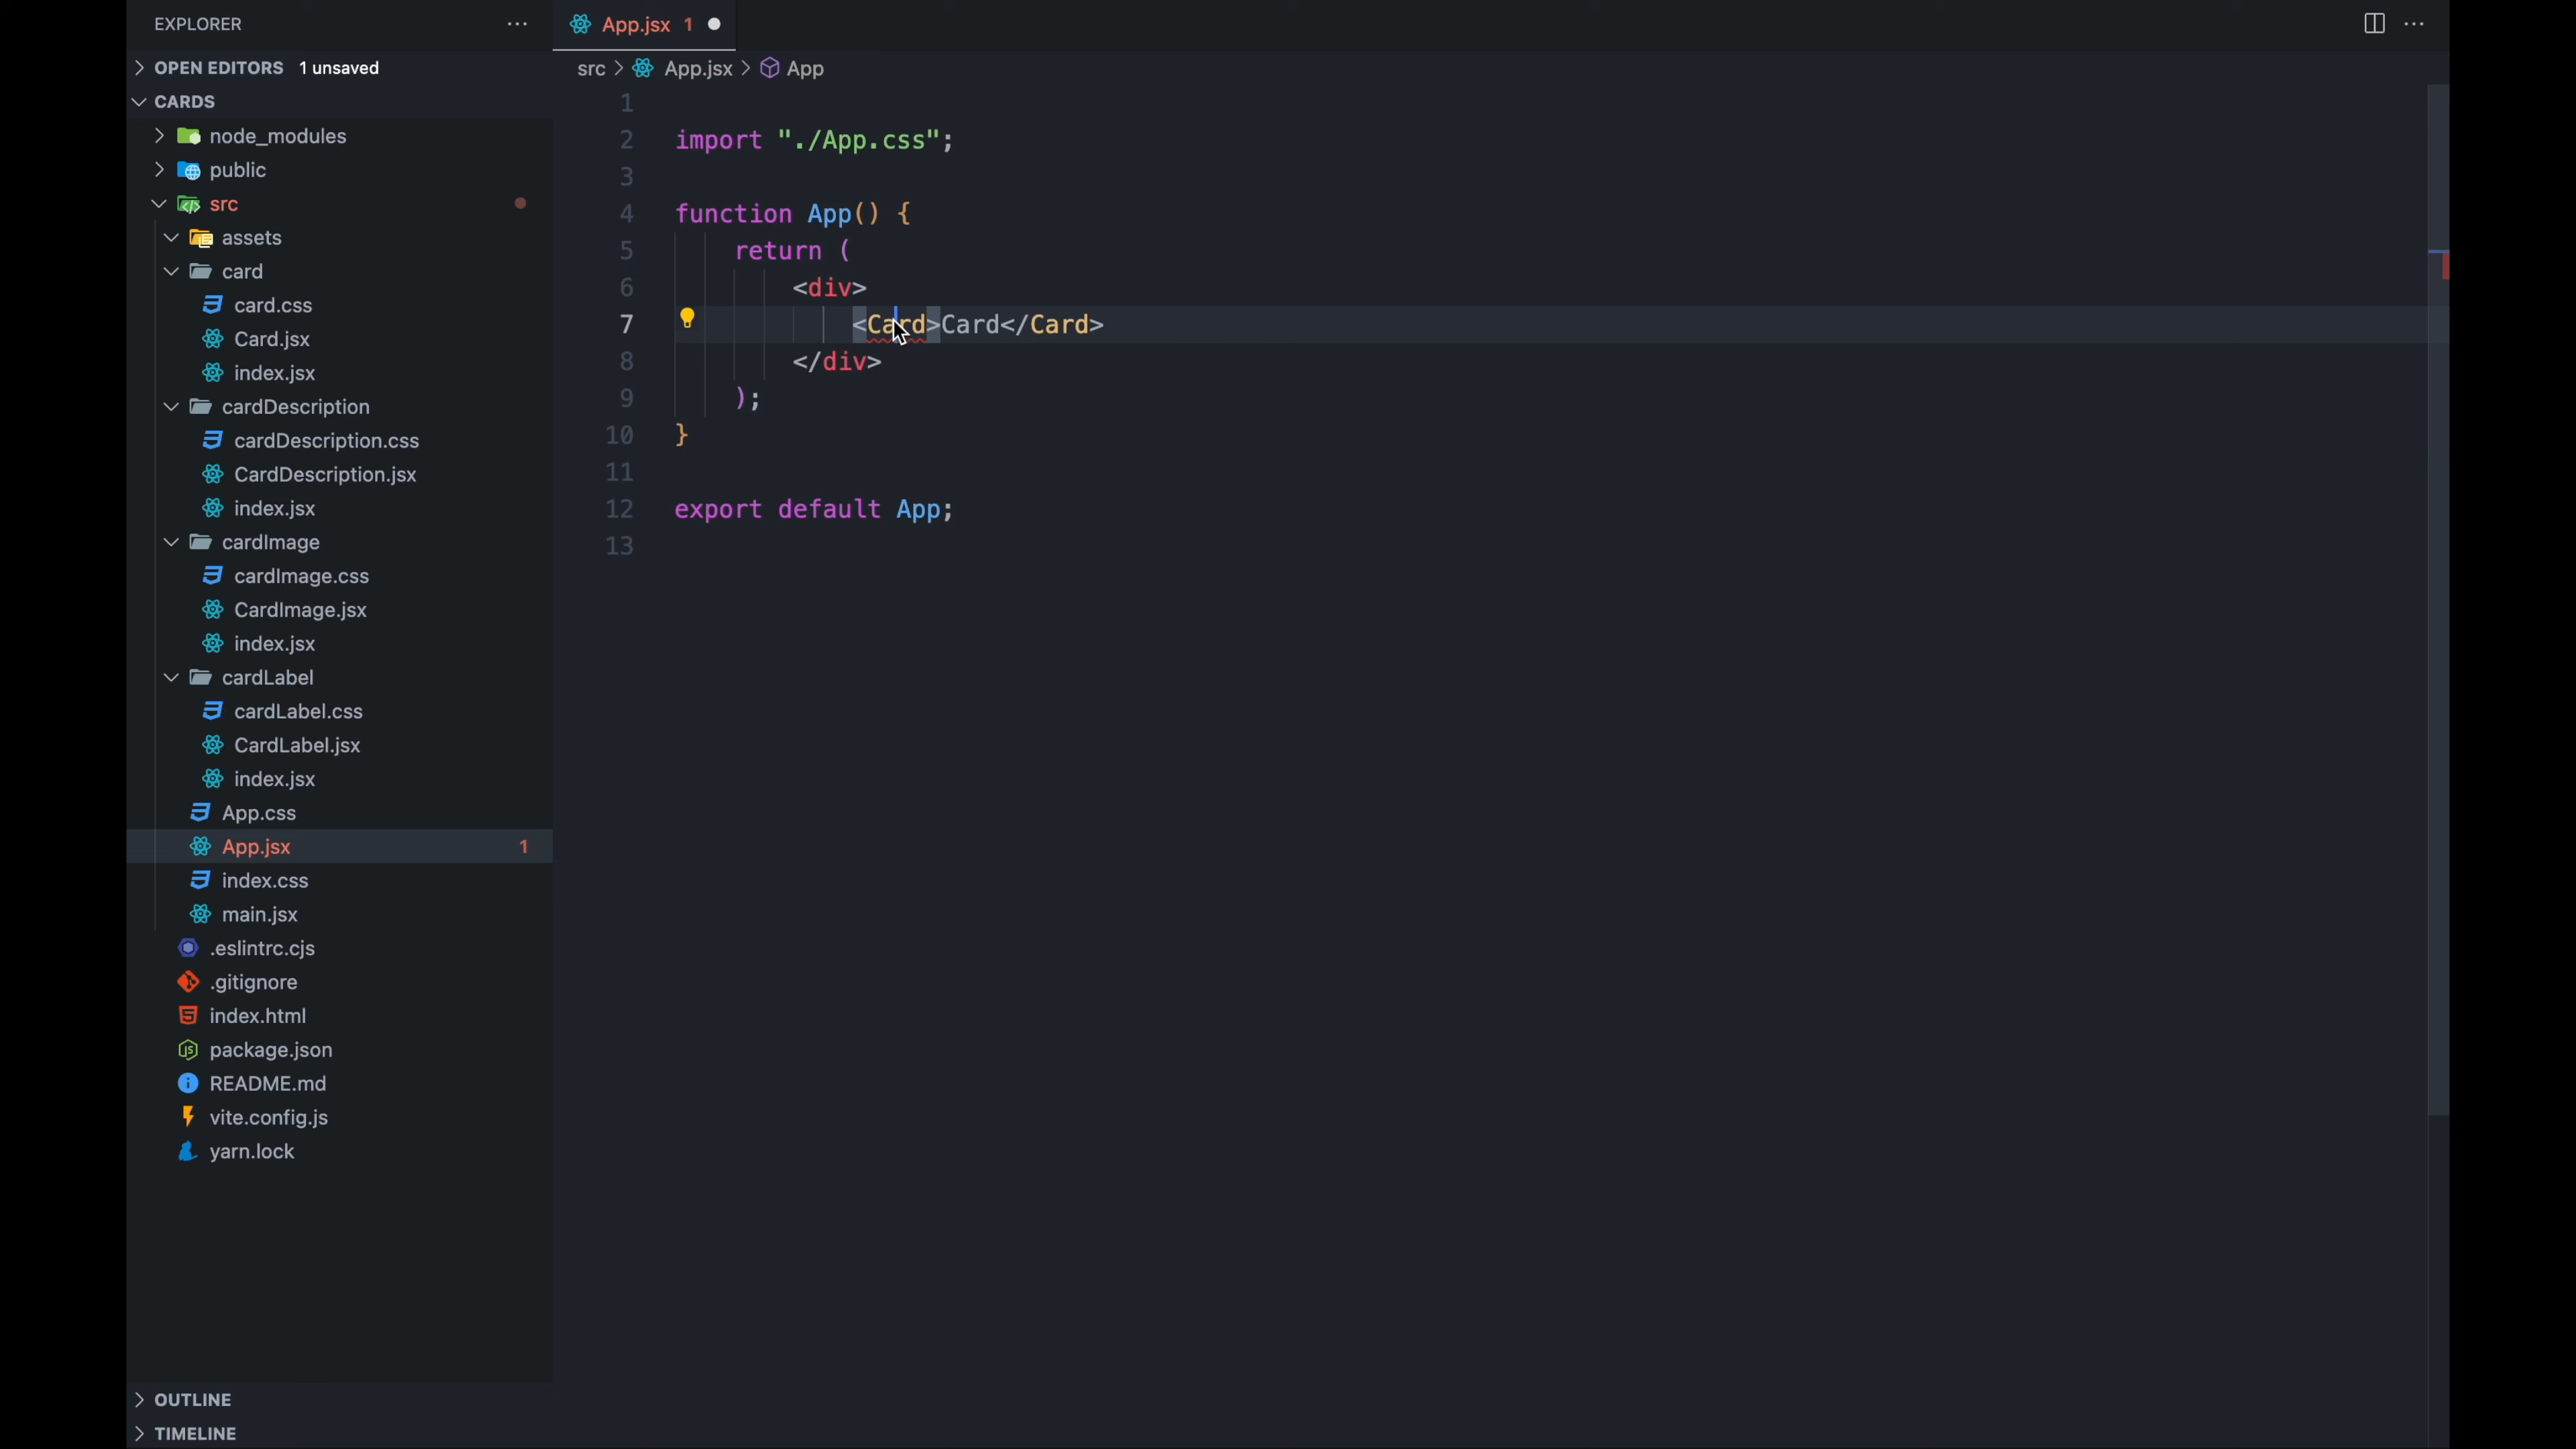 EXPLORER
OPEN EDITORS 1 unsaved
CARDS
node_modules
public
src
assets
card
card.css
Card.jsx
index.jsx
cardDescription
cardDescription.css
CardDescription.jsx
index.jsx
cardImage
cardImage.css
CardImage.jsx
index.jsx
cardLabel
cardLabel.css
CardLabel.jsx
index.jsx
App.css
App.jsx 1
index.css
main.jsx
.eslintrc.cjs
.gitignore
index.html
package.json
README.md
vite.config.js
yarn.lock
OUTLINE
TIMELINE
App.jsx 1
src > App.jsx > App
1
2 import "./App.css";
3
4 function App() {
5 return (
6 <div>
7 <Card>Card</Card>
8 </div>
9 );
10 }
11
12 export default App;
13